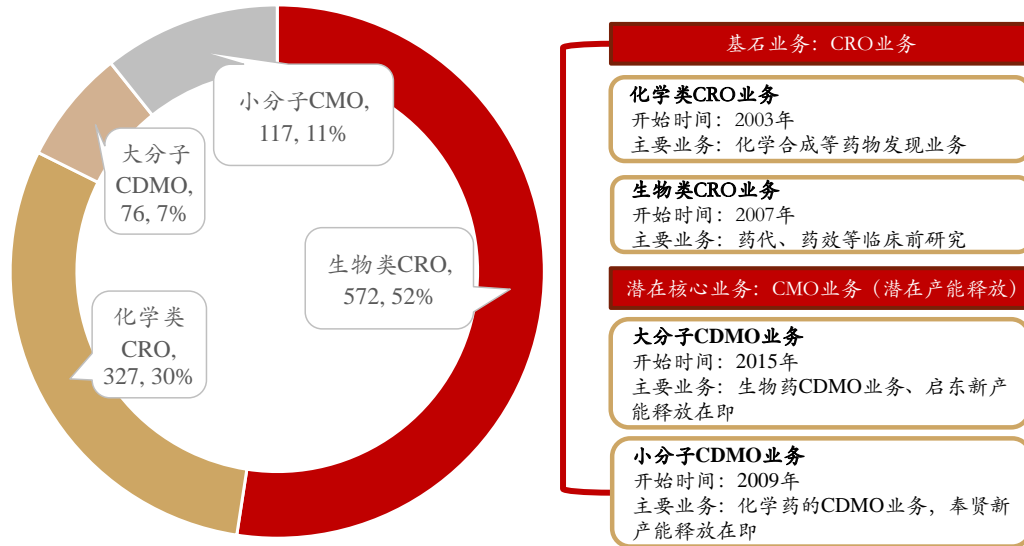 小分子CMO,
117, 11%
大分子
CDMO,
76, 7%
生物类CRO,
572, 52%
化学类
CRO,
327, 30%
基石业务：CRO业务
化学类CRO业务
开始时间：2003年
主要业务：化学合成等药物发现业务
生物类CRO业务
开始时间：2007年
主要业务：药代、药效等临床前研究
潜在核心业务：CMO业务（潜在产能释放）
大分子CDMO业务
开始时间：2015年
主要业务：生物药CDMO业务、启东新产
能释放在即
小分子CDMO业务
开始时间：2009年
主要业务：化学药的CDMO业务，奉贤新
产能释放在即